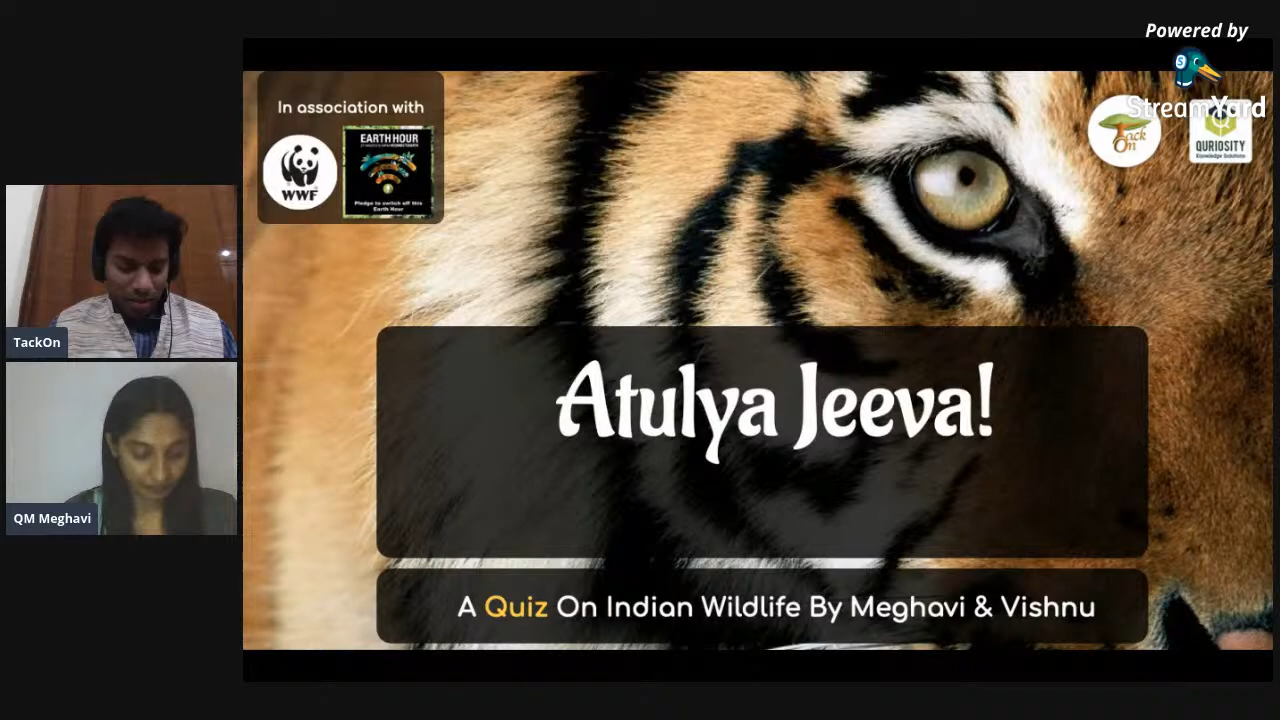 Powered by
StreamYard
In association with
WWF
EARTH HOUR
Pledge to switch off this
Earth Hour
Tack
On
QURIOSITY
Knowledge Solutions
TackOn
QM Meghavi
Atulya Jeeva!
A Quiz On Indian Wildlife By Meghavi & Vishnu